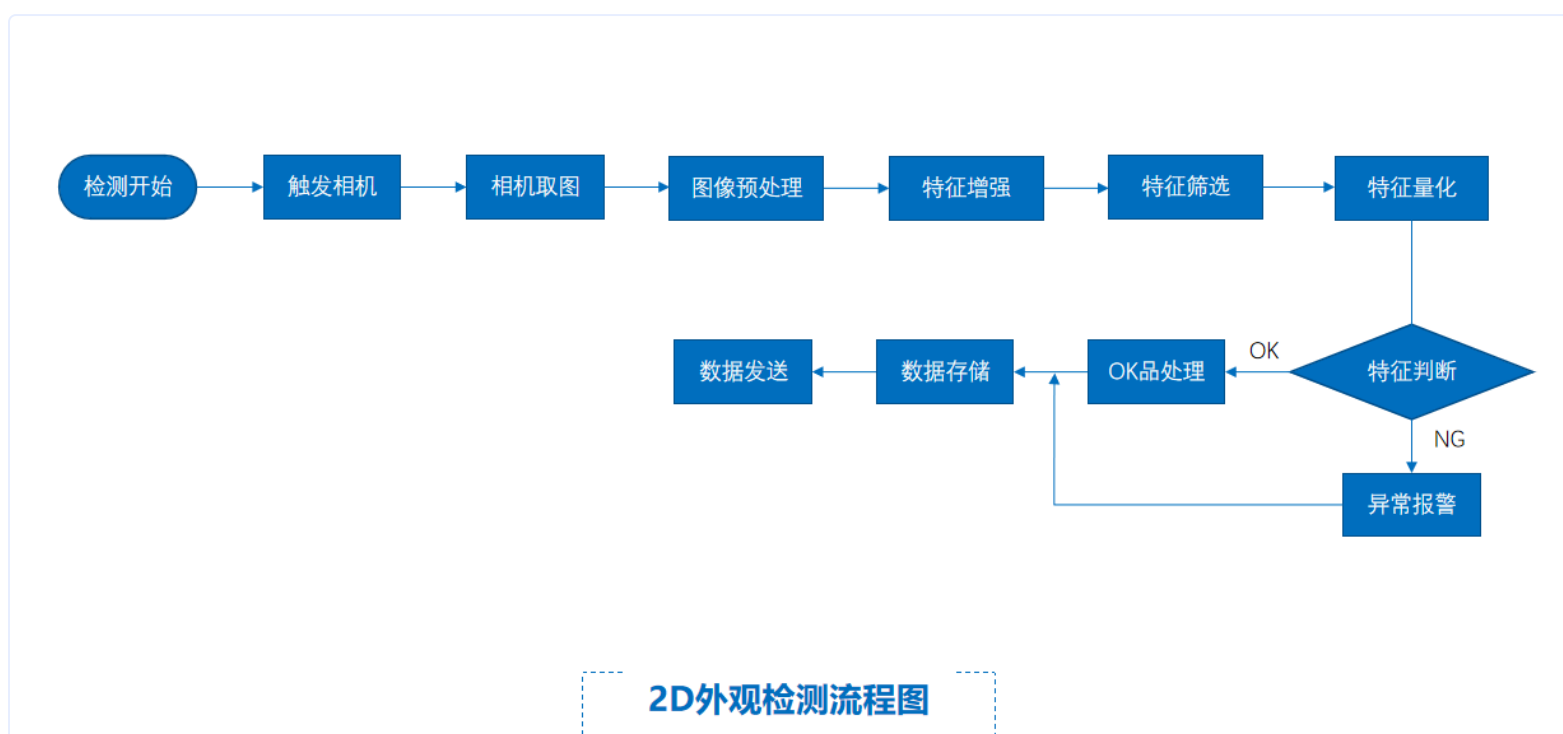 检测开始
触发相机
相机取图
图像预处理
特征增强
特征筛选
特征量化
特征判断
OK
OK品处理
数据存储
数据发送
NG
异常报警
2D外观检测流程图